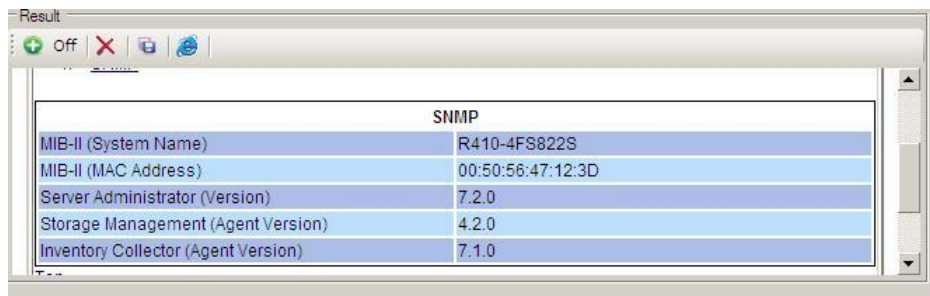 Result
Off
SNMP
MIB-II (System Name) R410-4FS822S
MIB-II (MAC Address) 00:50:56:47:12:3D
Server Administrator (Version) 7.2.0
Storage Management (Agent Version) 4.2.0
Inventory Collector (Agent Version) 7.1.0